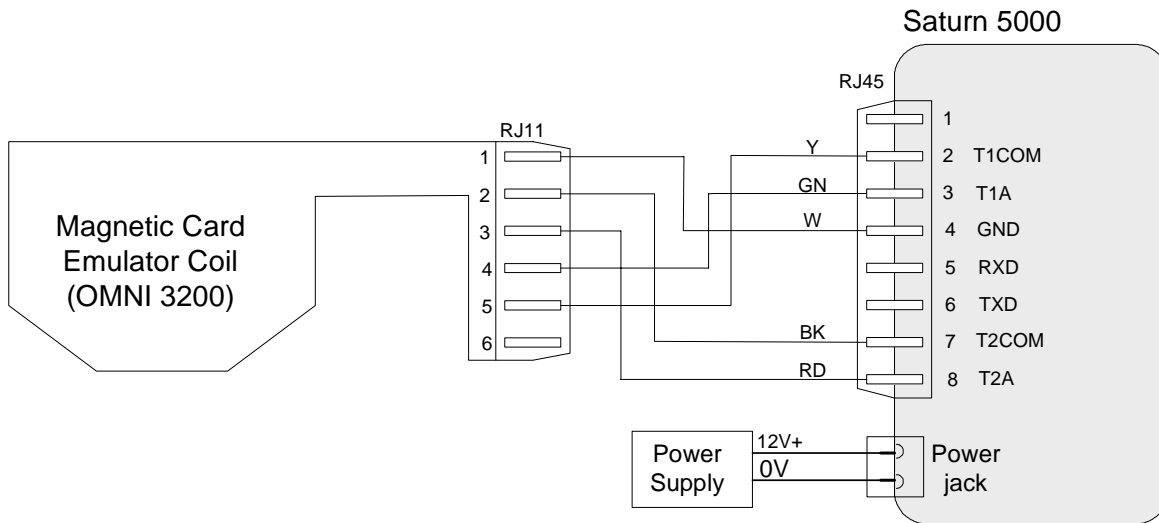 Saturn 5000
RJ45
RJ11
Magnetic Card
Emulator Coil
(OMNI 3200)
1
2
3
4
5
6
Y
GN
W
BK
RD
1
2 T1COM
3 T1A
4 GND
5 RXD
6 TXD
7 T2COM
8 T2A
Power
Supply
12V+
0V
Power
jack